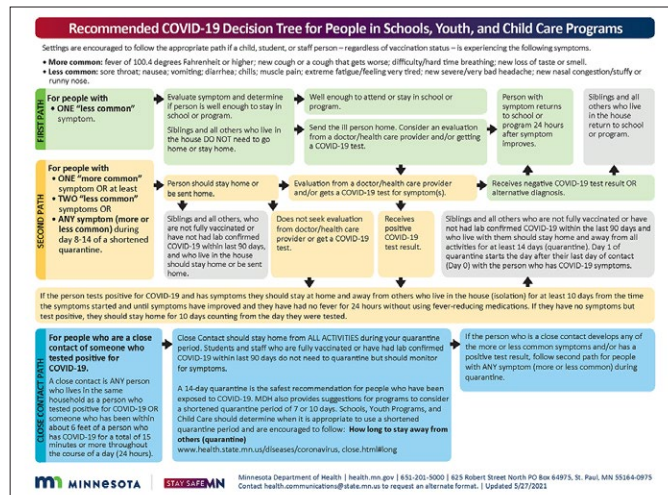 Recommended COVID-19 Decision Tree for People in Schools, Youth, and Child Care Programs
Settings are encouraged to follow the appropriate path if a child, student, or staff person – regardless of vaccination status – is experiencing the following symptoms.
• More common: fever of 100.4 degrees Fahrenheit or higher; new cough or a cough that gets worse; difficulty/hard time breathing; new loss of taste or smell.
• Less common: sore throat; nausea; vomiting; diarrhea; chills; muscle pain; extreme fatigue/feeling very tired; new severe/very bad headache; new nasal congestion/stuffy or
runny nose.
FIRST PATH
For people with
• ONE "less common"
symptom.
Evaluate symptom and determine
if person is well enough to stay
in school or program.
Siblings and all others who live in
the house DO NOT need to go
home or stay home.
Well enough to attend or stay in school or
program.
Send the ill person home. Consider an evaluation
from a doctor/health care provider and/or getting
a COVID-19 test.
Person with
symptom
returns to
school or
program 24 hours
after symptom
improves.
Siblings and all
others who live in
the house return
to school or
program.
SECOND PATH
For people with
• ONE "more common"
symptom OR at least
• TWO "less common"
symptoms OR
• ANY symptom (more or
less common) during
day 8-14 of a shortened
quarantine.
Person should stay home or
be sent home.
Evaluation from a doctor/health care provider
and/or gets a COVID-19 test for symptom(s).
Receives negative COVID-19 test result OR
alternative diagnosis.
Siblings and all others, who
are not fully vaccinated or
have not had lab confirmed
COVID-19 within last 90 days,
and who live in the house
should stay home or be sent
home.
Does not seek evaluation
from doctor/health care
provider or get a COVID-19
test.
Receives
positive
COVID-19
test result.
Siblings and all others who are not fully vaccinated or
have not had lab confirmed COVID-19 within the last 90 days and
who live with them should stay home and away from all
activities for at least 14 days (quarantine). Day 1 of
quarantine starts the day after their last day of contact
(Day 0) with the person who has COVID-19 symptoms.
If the person tests positive for COVID-19 and has symptoms they should stay at home and away from others who live in the house (isolation) for at least 10 days from the time
the symptoms started and until symptoms have improved and they have had no fever for 24 hours without using fever-reducing medications. If they have no symptoms but
test positive, they should stay home for 10 days counting from the day they were tested.
CLOSE CONTACT PATH
For people who are a close
contact of someone who
tested positive for
COVID-19.
A close contact is ANY person
who lives in the same
household as a person who
tested positive for COVID-19 OR
someone who has been within
about 6 feet of a person who
has COVID-19 for a total of 15
minutes or more throughout
the course of a day (24 hours).
Close Contact should stay home from ALL ACTIVITIES during your quarantine
period. Students and staff who are fully vaccinated or have had lab confirmed
COVID-19 within last 90 days do not need to quarantine but should monitor
for symptoms.
A 14-day quarantine is the safest recommendation for people who have been
exposed to COVID-19. MDH also provides suggestions for programs to consider
a shortened quarantine period of 7 or 10 days. Schools, Youth Programs, and
Child Care should determine when it is appropriate to use a shortened
quarantine period and are encouraged to follow: How long to stay away from
others (quarantine)
www.health.state.mn.us/diseases/coronavirus, close.html#long
If the person who is a close contact develops any
of the more or less common symptoms and/or has a
positive test result, follow second path for people
with ANY symptom (more or less common) during
quarantine.
MINNESOTA
STAY SAFE MN
Minnesota Department of Health | health.mn.gov | 651-201-5000 | 625 Robert Street North PO Box 64975, St. Paul, MN 55164-0975
Contact health.communications@state.mn.us to request an alternate format. | Updated 5/27/2021